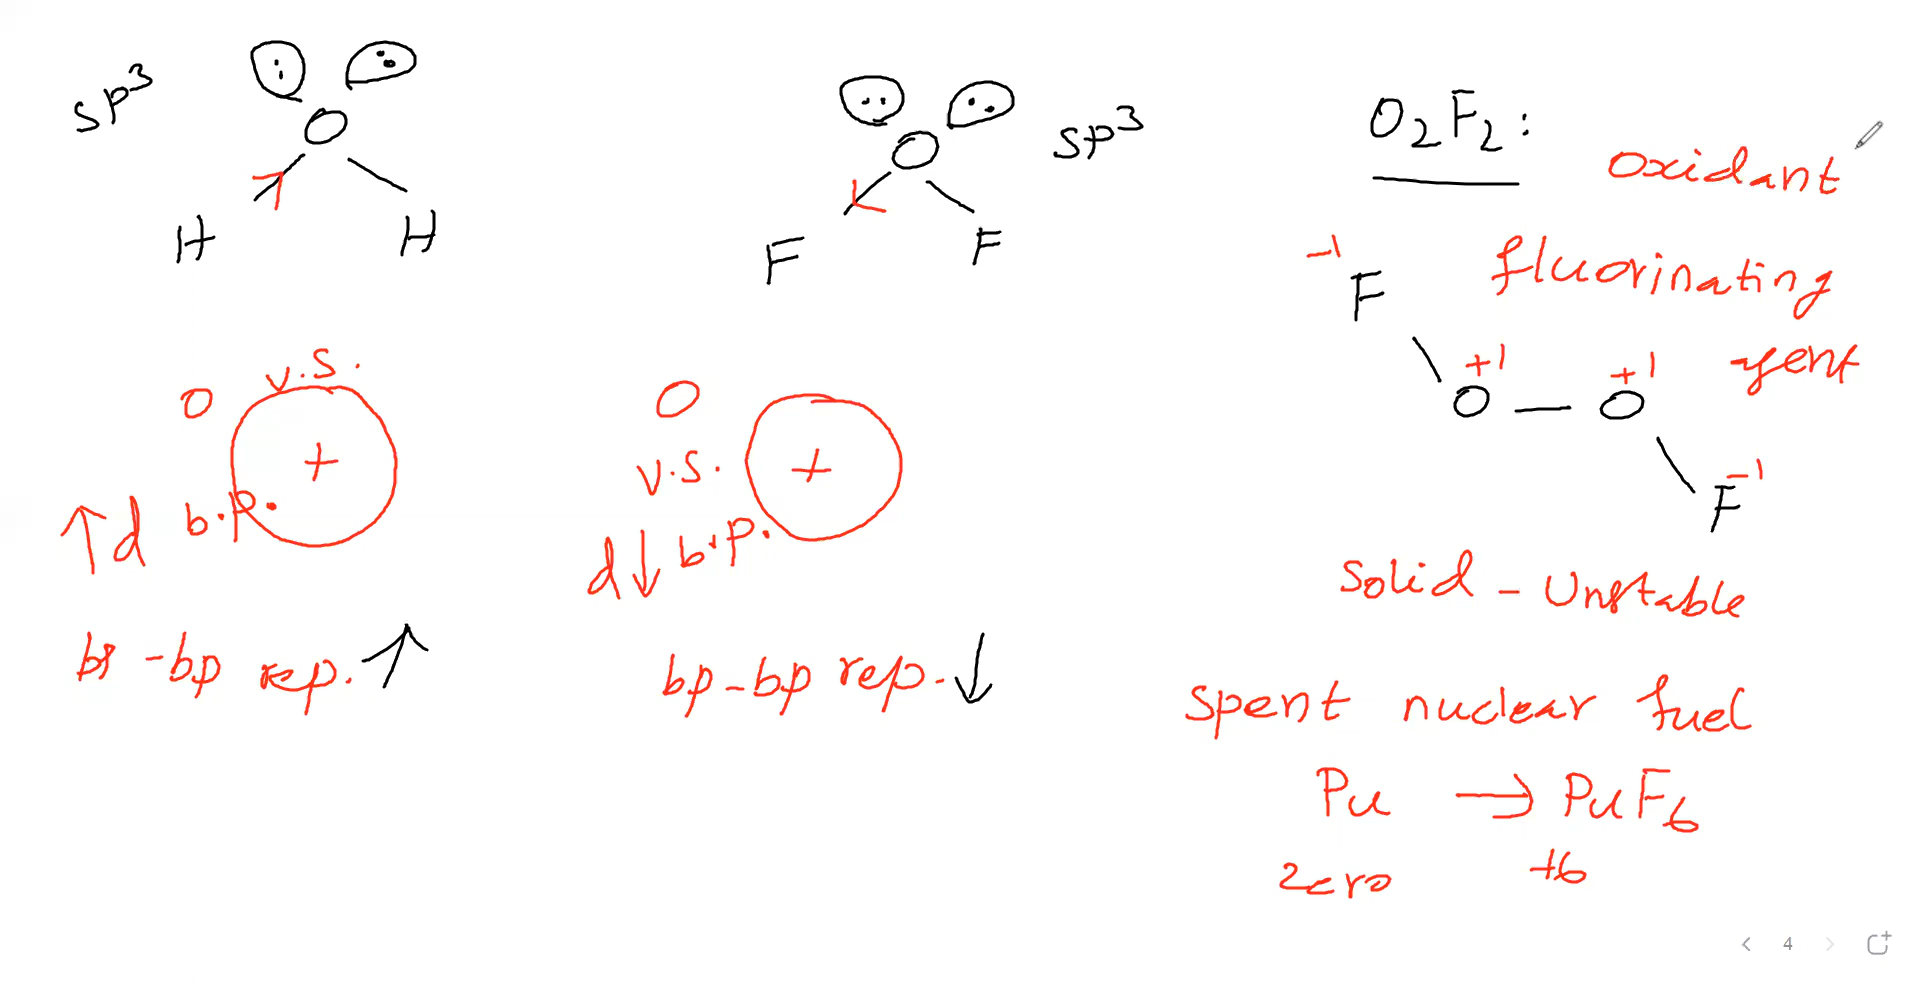 sp³
O
H H
O
v.s.
+
↑d b.p.
bp - bp rep. ↑
sp³
O
F F
O
v.s.
+
d↓ b.p.
bp - bp rep. ↓
O₂F₂:
oxidant
fluorinating
agent
-1
F
+1 +1
O — O
-1
F
Solid - Unstable
Spent nuclear fuel
Pu → PuF₆
zero +6
< 4 >